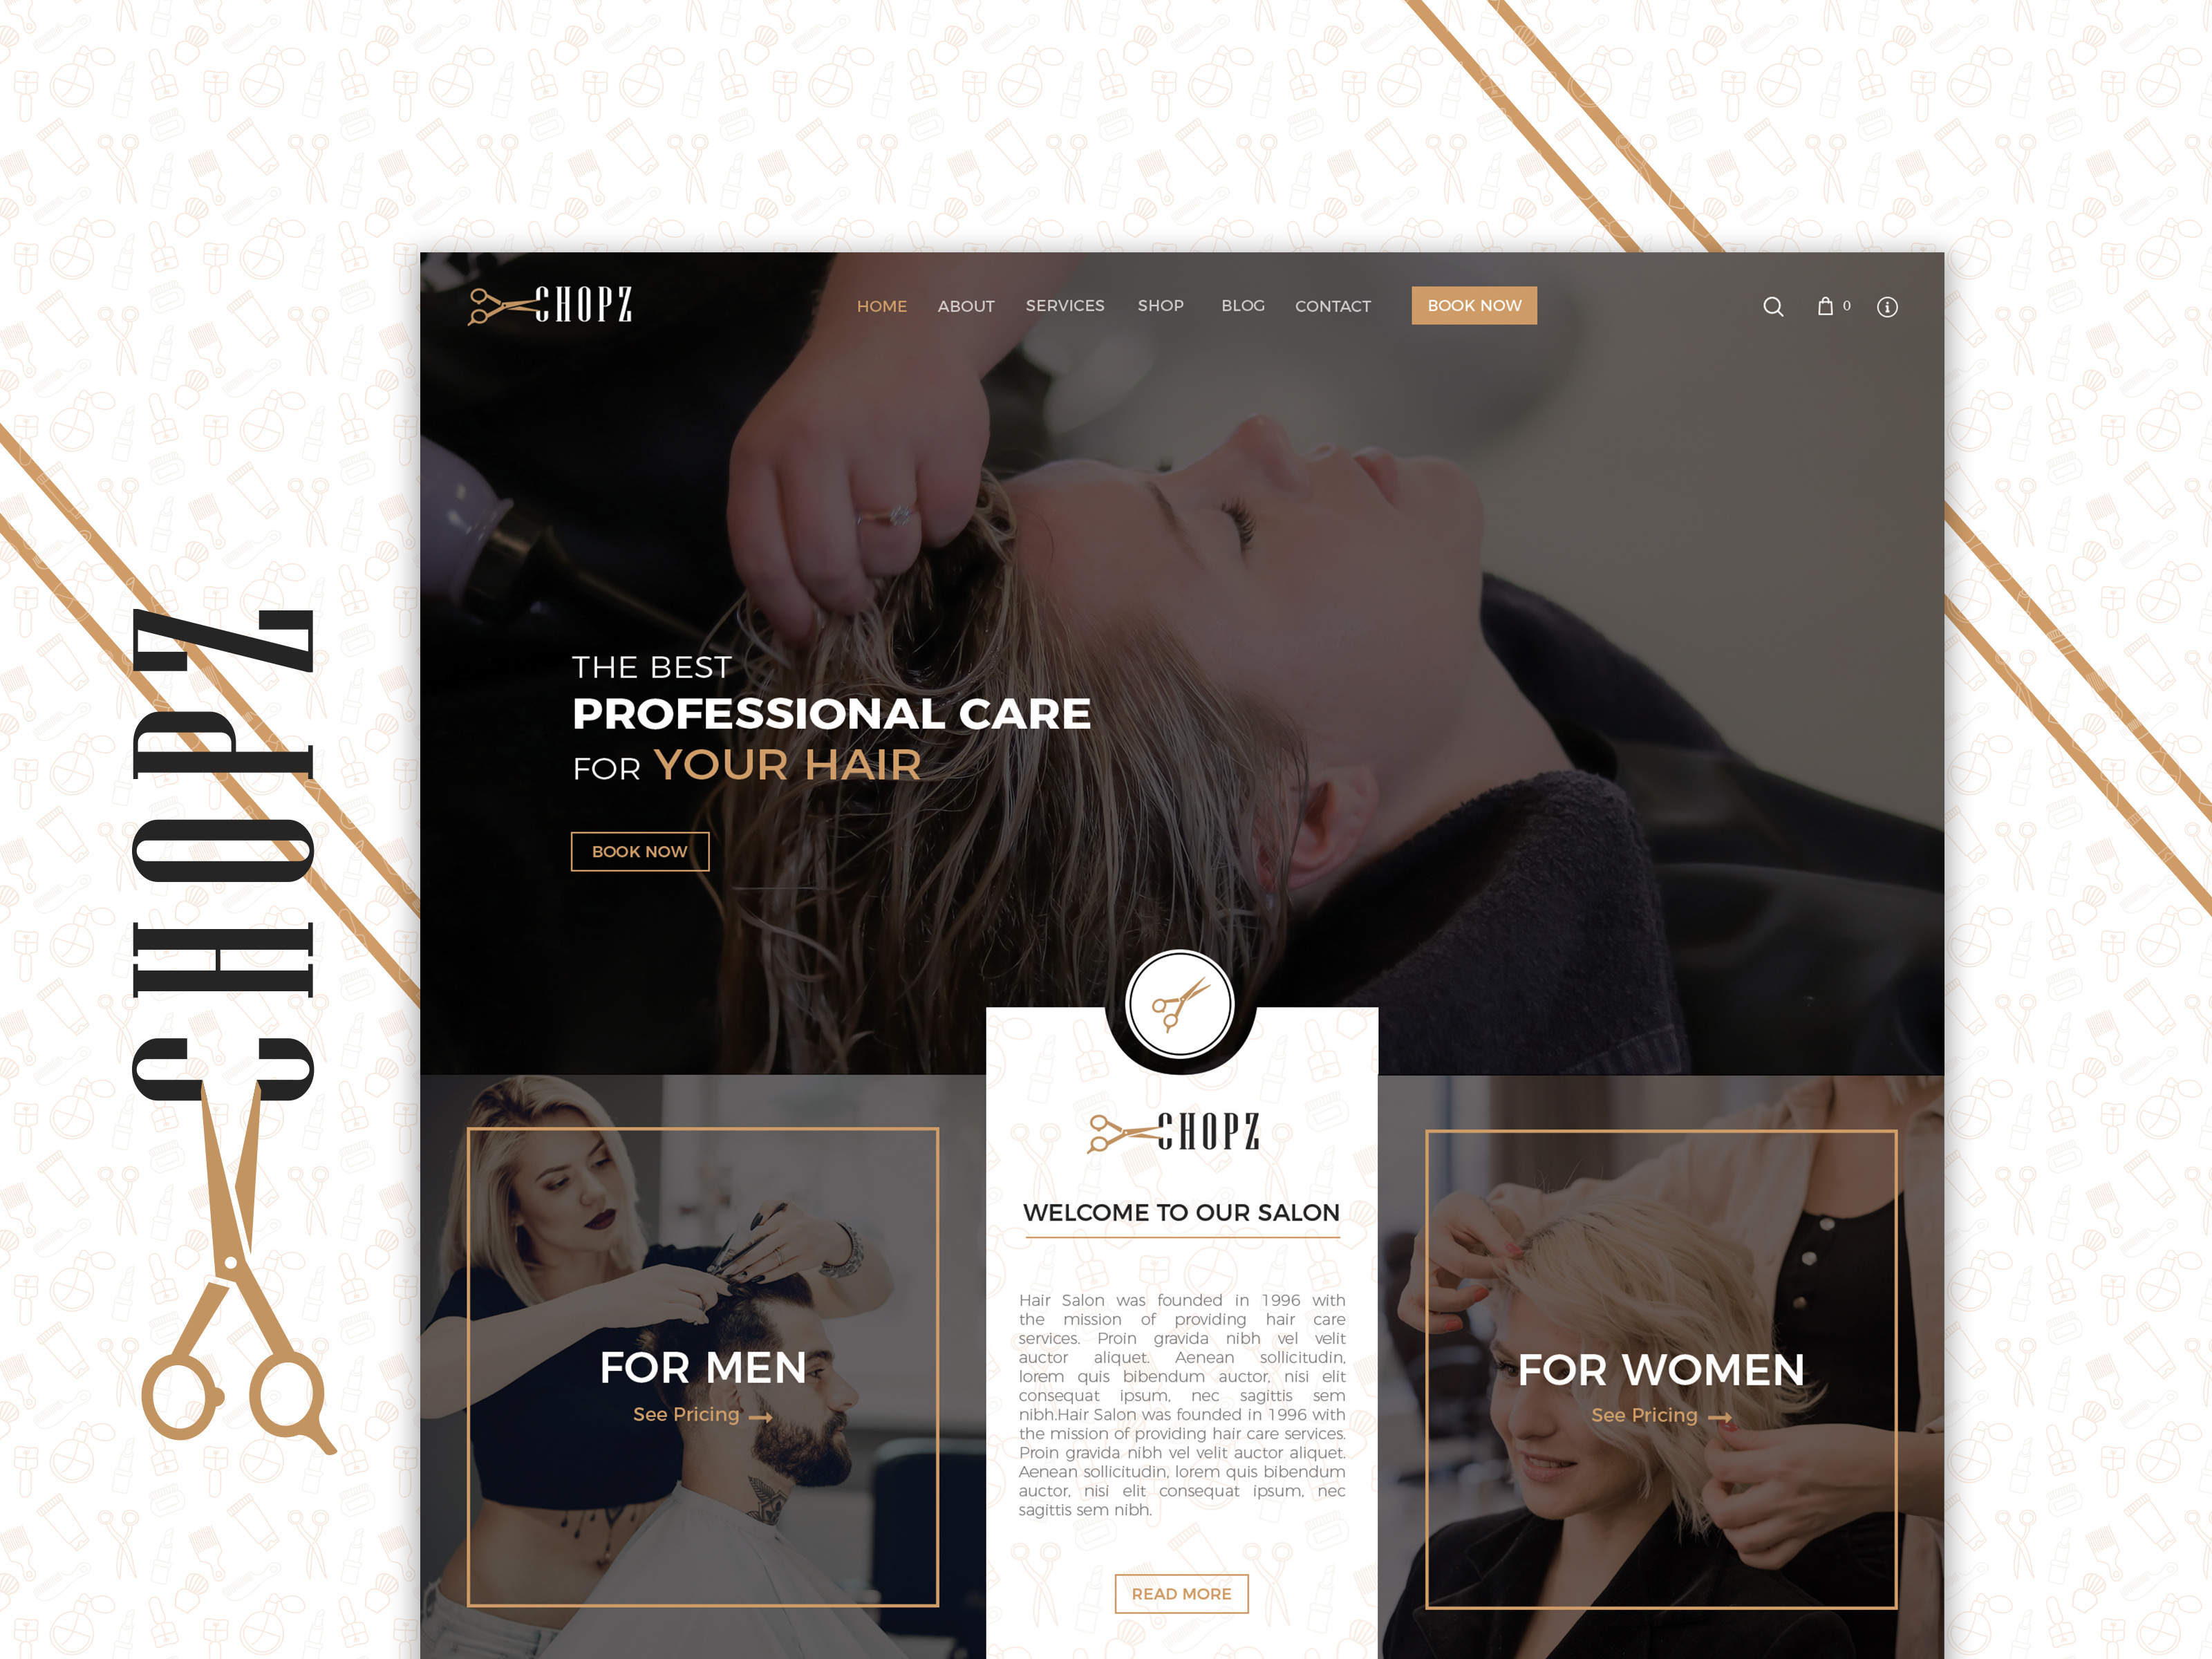 CHOPZ
CHOPZ
HOME ABOUT SERVICES SHOP BLOG CONTACT BOOK NOW 0
THE BEST
PROFESSIONAL CARE
FOR YOUR HAIR
BOOK NOW
CHOPZ
WELCOME TO OUR SALON
Hair Salon was founded in 1996 with
the mission of providing hair care
services. Proin gravida nibh vel velit
auctor aliquet. Aenean sollicitudin,
lorem quis bibendum auctor, nisi elit
consequat ipsum, nec sagittis sem
nibh.Hair Salon was founded in 1996 with
the mission of providing hair care services.
Proin gravida nibh vel velit auctor aliquet.
Aenean sollicitudin, lorem quis bibendum
auctor, nisi elit consequat ipsum, nec
sagittis sem nibh.
READ MORE
FOR MEN
See Pricing
FOR WOMEN
See Pricing